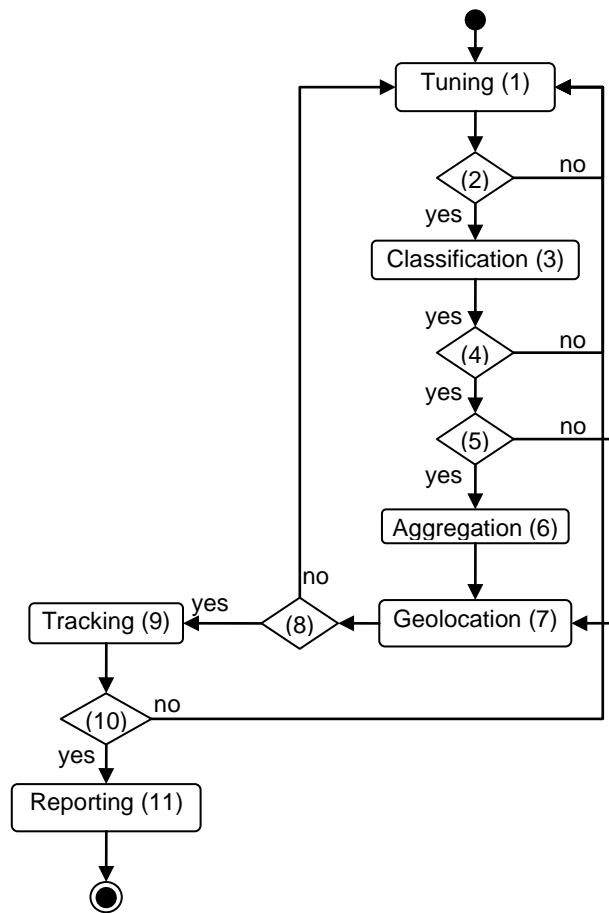 Tuning (1)
(2)
no
yes
Classification (3)
yes
(4)
no
yes
(5)
no
yes
Aggregation (6)
no
yes
Tracking (9)
(8)
Geolocation (7)
(10)
no
yes
Reporting (11)